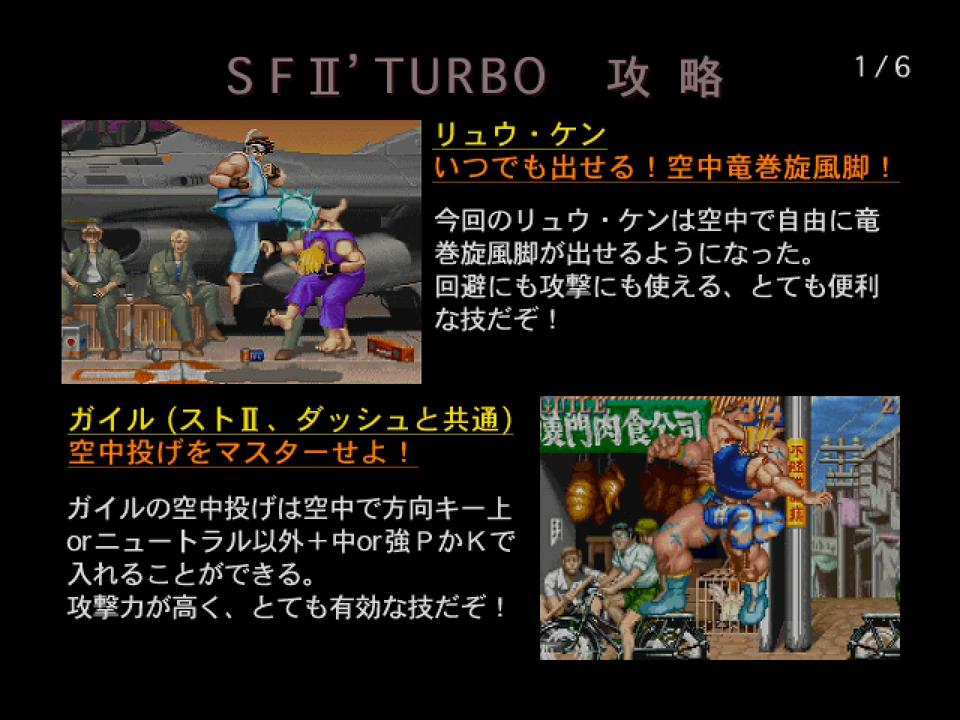 ＳＦⅡ’TURBO　攻 略
1/6
リュウ・ケン
いつでも出せる！空中竜巻旋風脚！
今回のリュウ・ケンは空中で自由に竜
巻旋風脚が出せるようになった。
回避にも攻撃にも使える、とても便利
な技だぞ！
ガイル (ストⅡ、ダッシュと共通)
空中投げをマスターせよ！
ガイルの空中投げは空中で方向キー上
orニュートラル以外＋中or強ＰかＫで
入れることができる。
攻撃力が高く、とても有効な技だぞ！
GUILE
澳門肉食公司